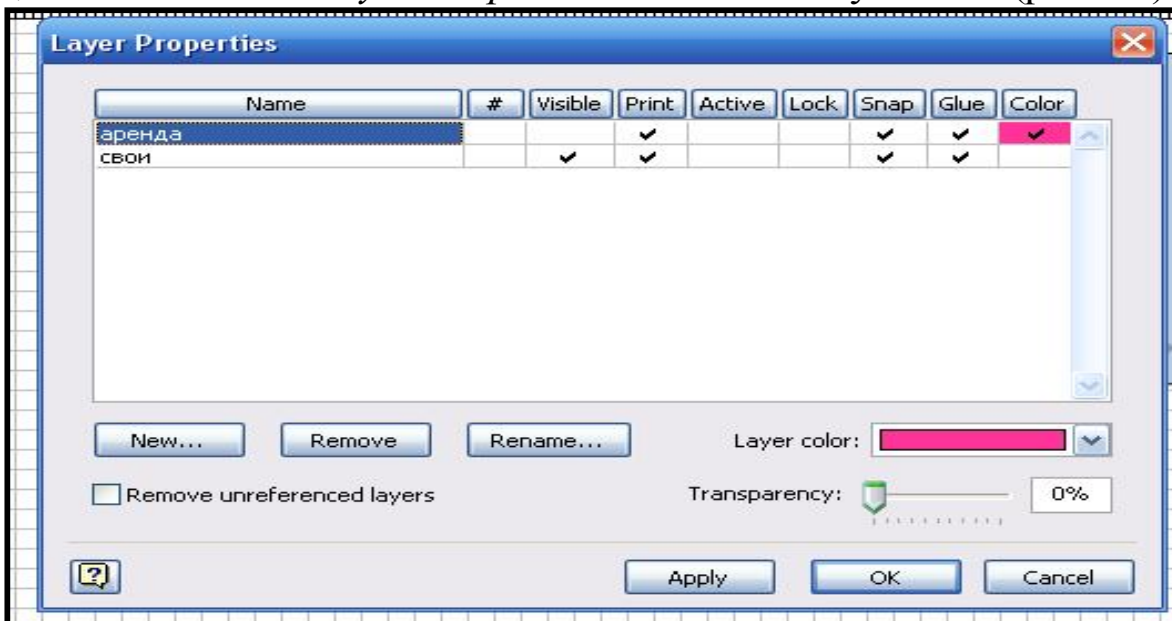 Layer Properties
Name # Visible Print Active Lock Snap Glue Color
аренда
свои
New... Remove Rename... Layer color:
Remove unreferenced layers Transparency: 0%
Apply OK Cancel